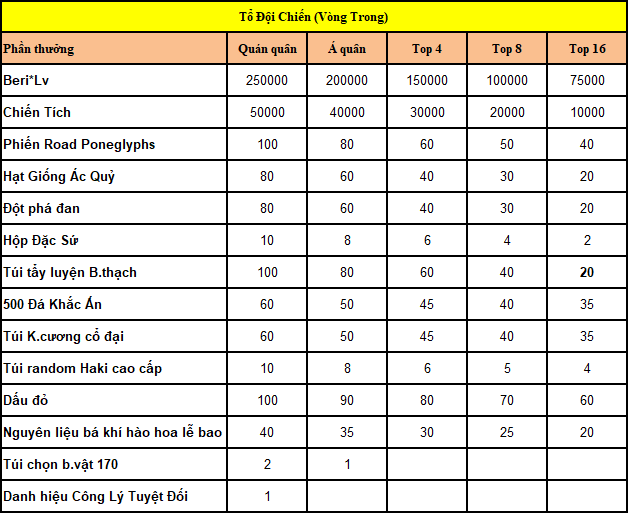 Tổ Đội Chiến (Vòng Trong)
Phần thưởng Quán quân Á quân Top 4 Top 8 Top 16
Beri*Lv 250000 200000 150000 100000 75000
Chiến Tích 50000 40000 30000 20000 10000
Phiến Road Poneglyphs 100 80 60 50 40
Hạt Giống Ác Quỷ 80 60 40 30 20
Đột phá đan 80 60 40 30 20
Hộp Đặc Sứ 10 8 6 4 2
Túi tẩy luyện B.thạch 100 80 60 40 20
500 Đá Khắc Ấn 60 50 45 40 35
Túi K.cương cổ đại 60 50 45 40 35
Túi random Haki cao cấp 10 8 6 5 4
Dấu đỏ 100 90 80 70 60
Nguyên liệu bá khí hào hoa lễ bao 40 35 30 25 20
Túi chọn b.vật 170 2 1
Danh hiệu Công Lý Tuyệt Đối 1